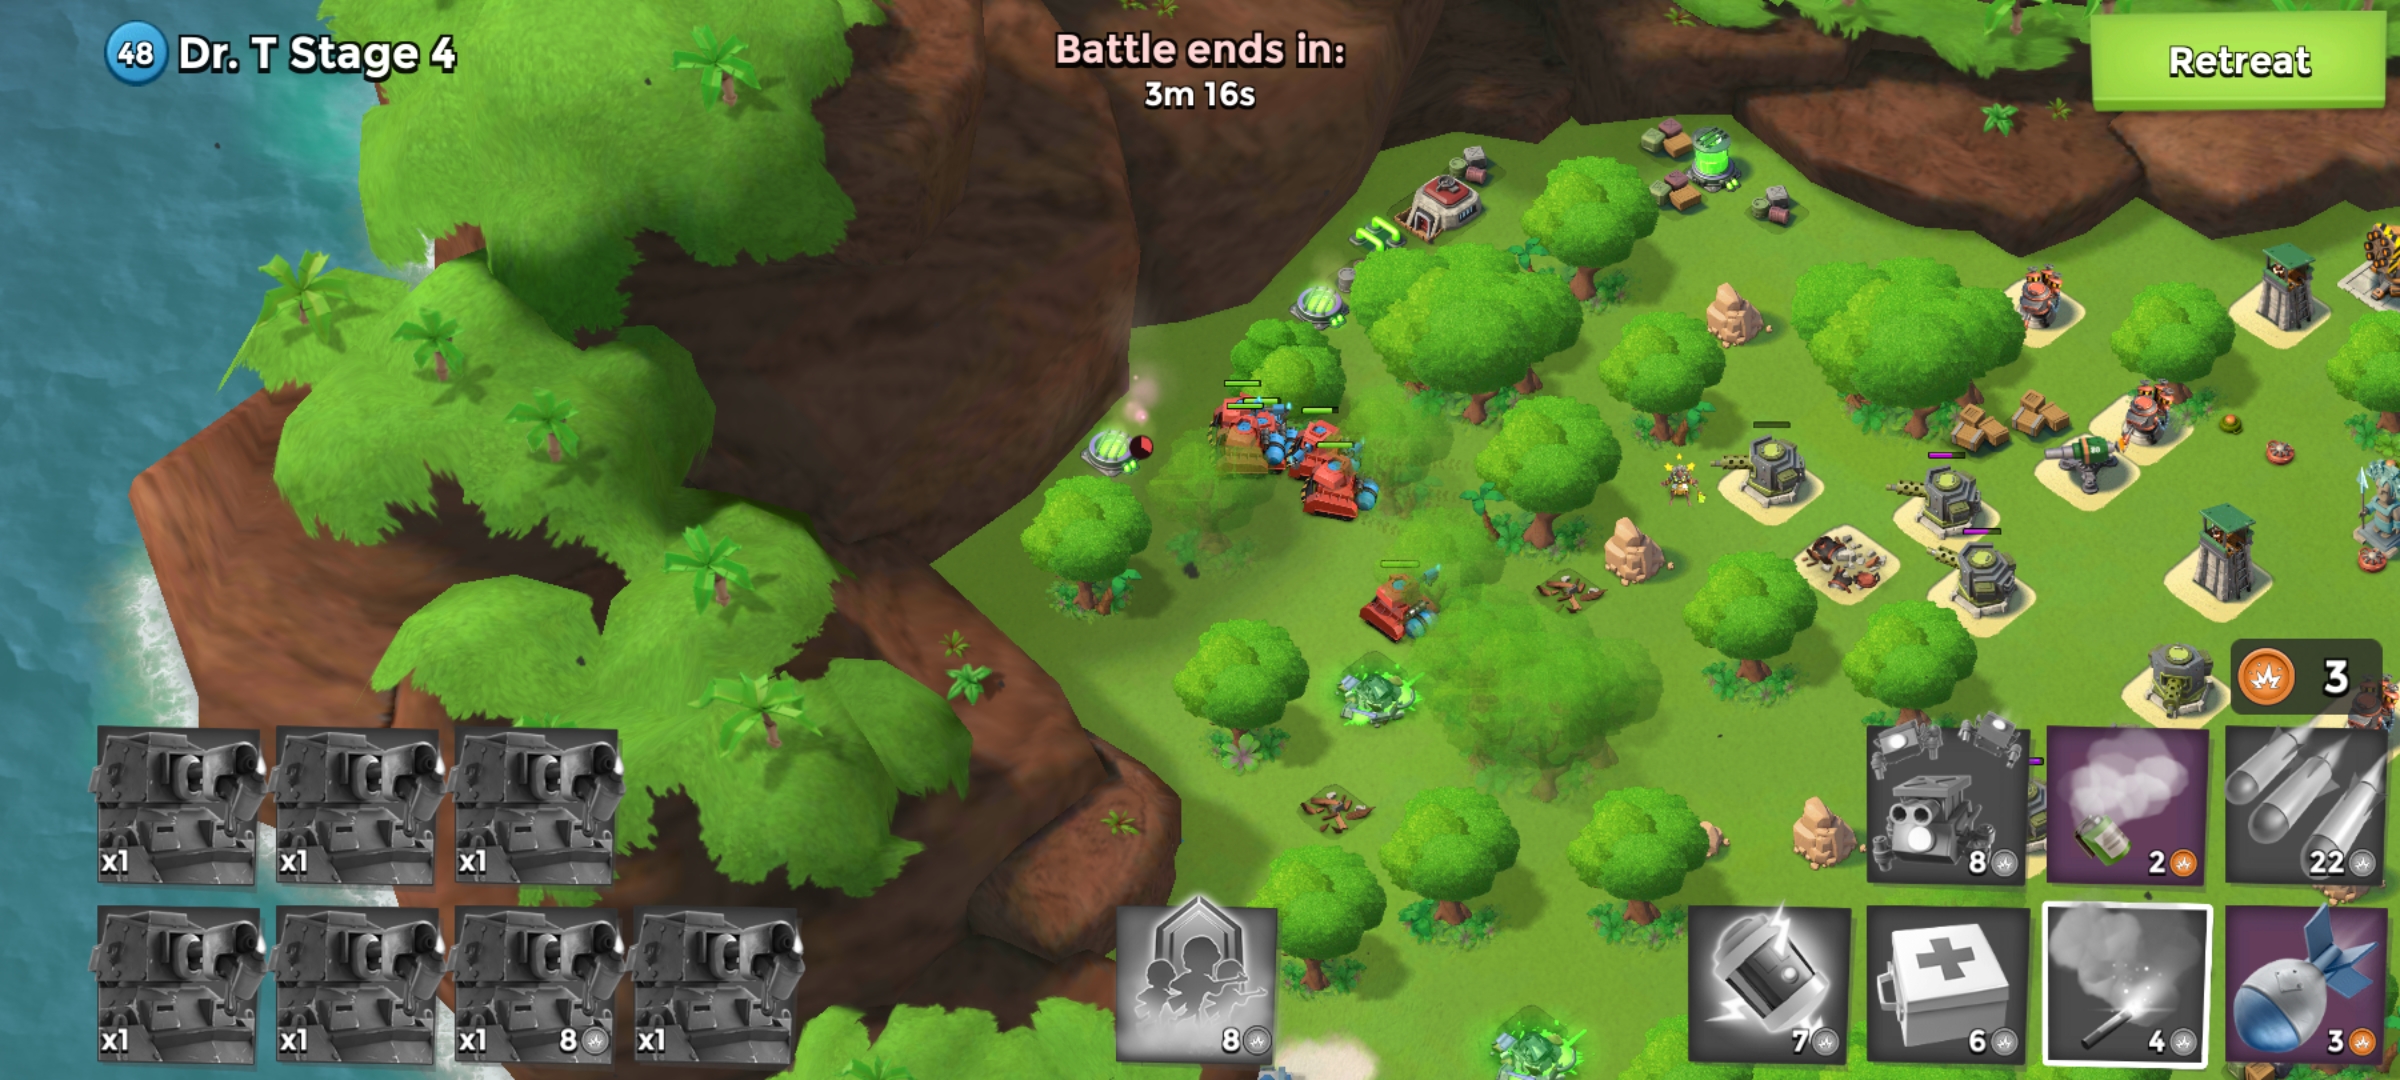 48 Dr. T Stage 4
Battle ends in:
3m 16s
Retreat
3
x1
x1
x1
8
2
22
x1
x1
x1 8
x1
8
7
6
4
3